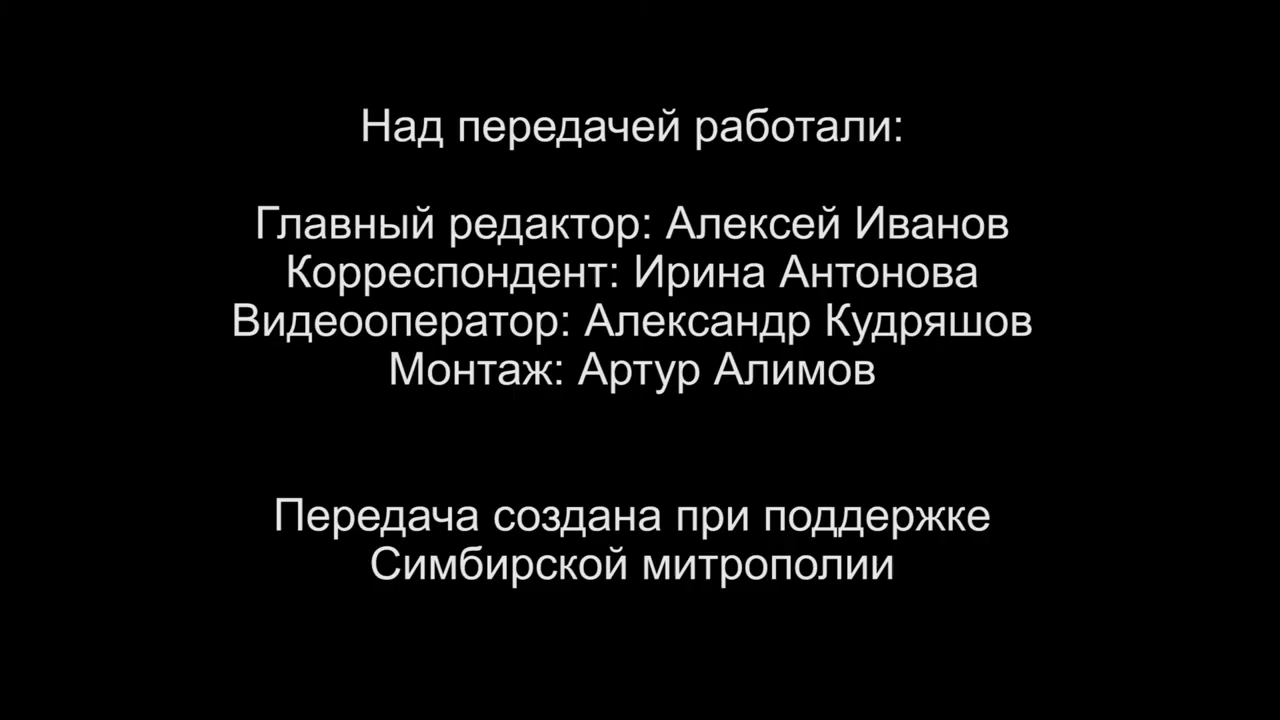 Над передачей работали:
Главный редактор: Алексей Иванов
Корреспондент: Ирина Антонова
Видеооператор: Александр Кудряшов
Монтаж: Артур Алимов
Передача создана при поддержке
Симбирской митрополии